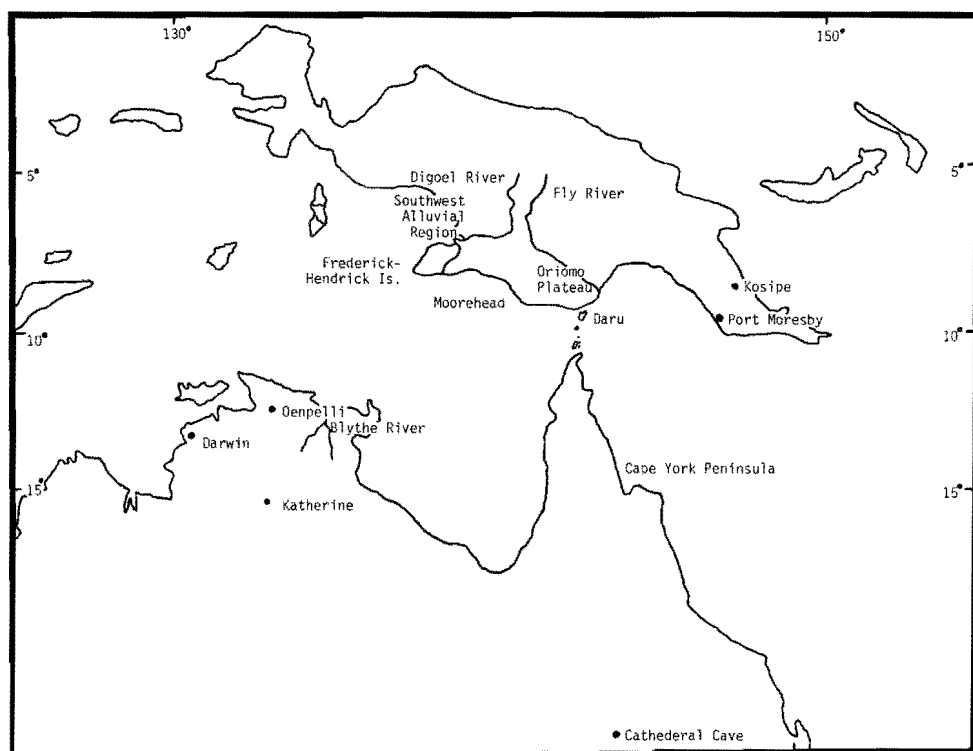 130°
150°
5°
5°
Digoel River
Fly River
Southwest
Alluvial
Region
Frederick-
Hendrick Is.
Oriomo
Plateau
Kosipe
Moorehead
Daru
Port Moresby
10°
10°
Oenpelli
Blythe River
Darwin
Cape York Peninsula
15°
15°
Katherine
Cathederal Cave